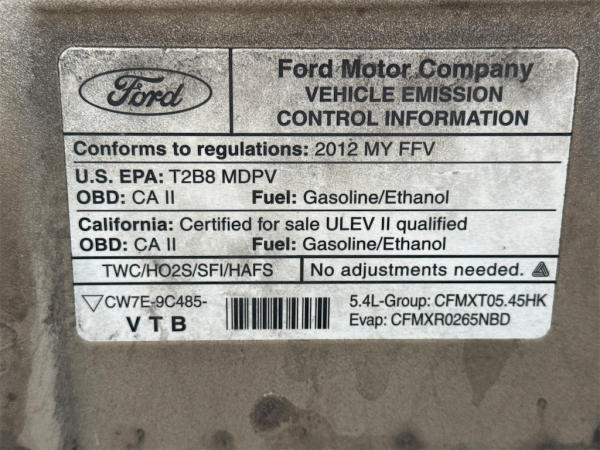 Ford
Ford Motor Company
VEHICLE EMISSION
CONTROL INFORMATION
Conforms to regulations: 2012 MY FFV
U.S. EPA: T2B8 MDPV
OBD: CA II Fuel: Gasoline/Ethanol
California: Certified for sale ULEV II qualified
OBD: CA II Fuel: Gasoline/Ethanol
TWC/HO2S/SFI/HAFS No adjustments needed.
CW7E-9C485- 5.4L-Group: CFMXT05.45HK
V T B Evap: CFMXR0265NBD